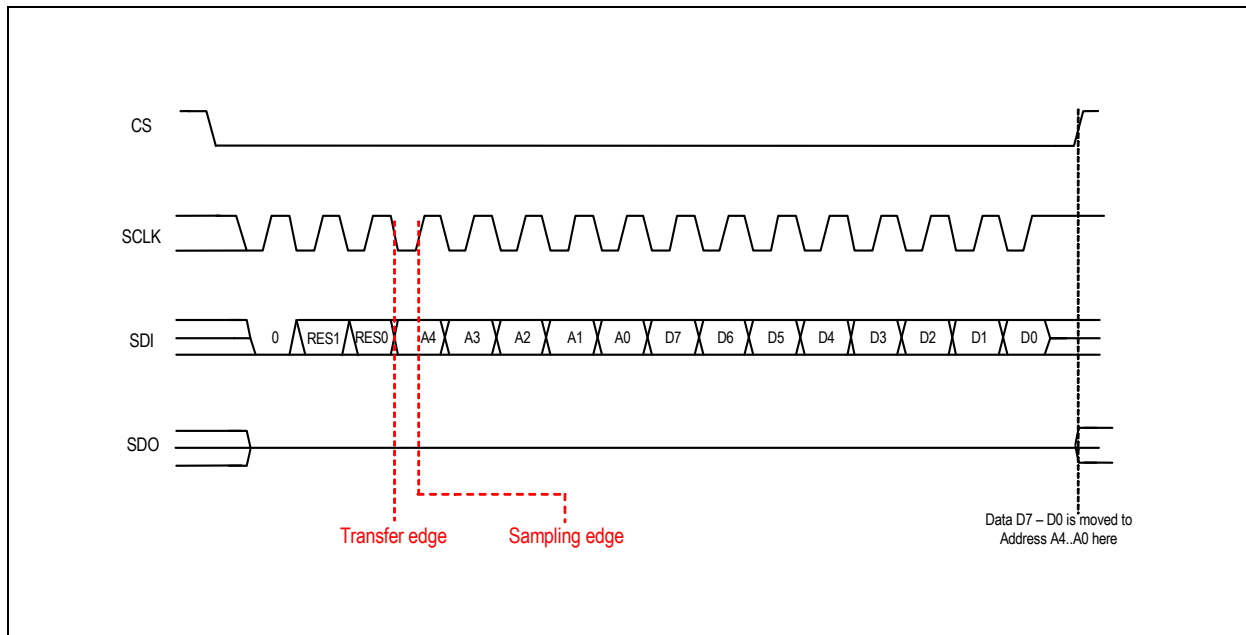 CS
SCLK
SDI
0 RES1 RES0 A4 A3 A2 A1 A0 D7 D6 D5 D4 D3 D2 D1 D0
SDO
Transfer edge
Sampling edge
Data D7 – D0 is moved to
Address A4..A0 here